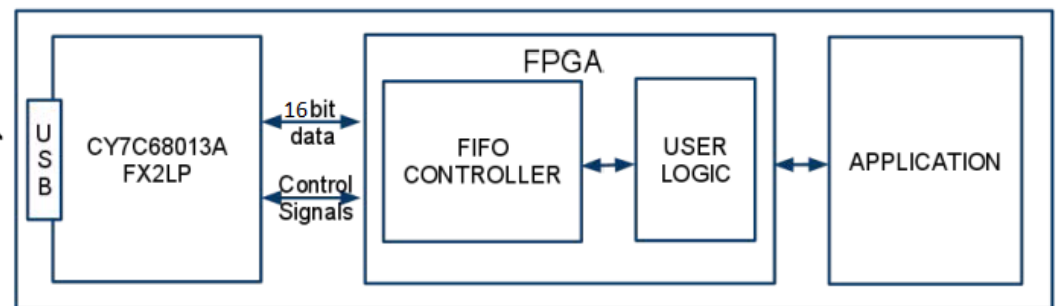 U
S
B
CY7C68013A
FX2LP
16bit
data
Control
Signals
FPGA
FIFO
CONTROLLER
USER
LOGIC
APPLICATION